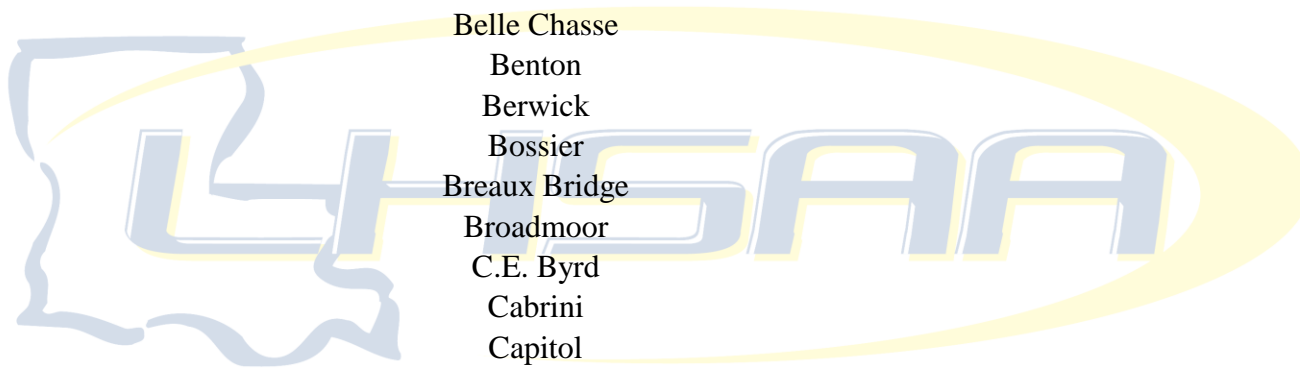 Belle Chasse
Benton
Berwick
Bossier
Breaux Bridge
Broadmoor
C.E. Byrd
Cabrini
Capitol
LHSAA